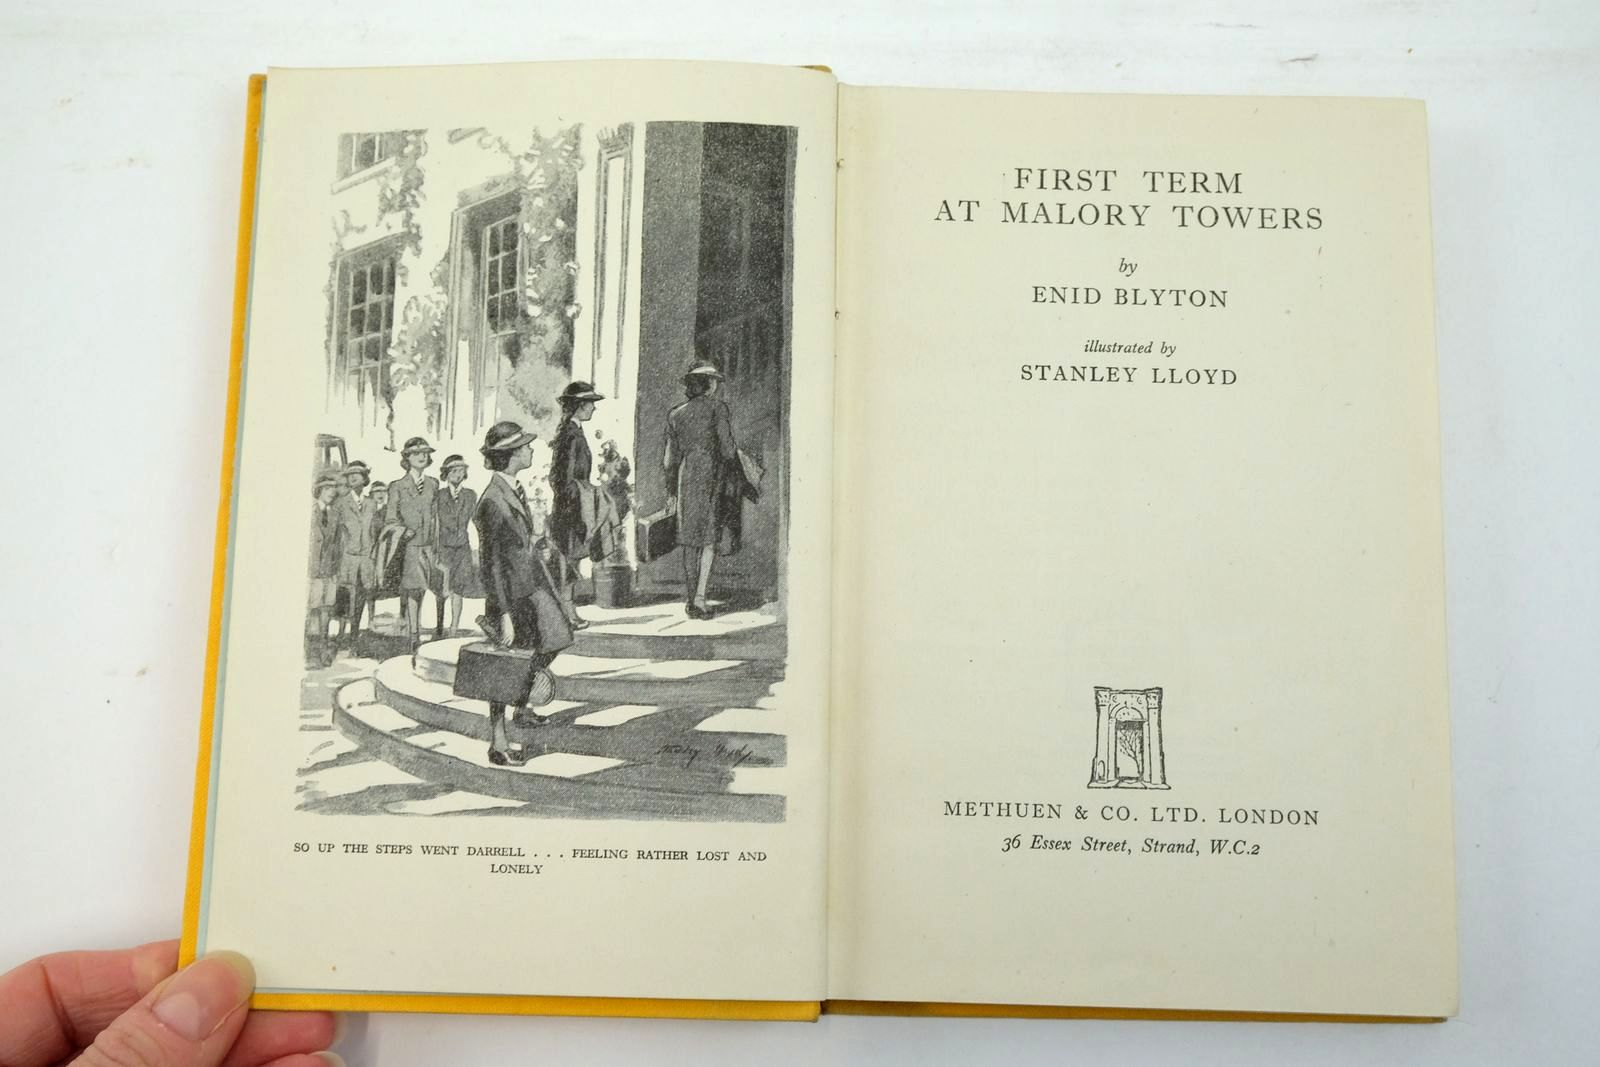 SO UP THE STEPS WENT DARRELL . . . FEELING RATHER LOST AND
LONELY
FIRST TERM
AT MALORY TOWERS
by
ENID BLYTON
illustrated by
STANLEY LLOYD
METHUEN & CO. LTD. LONDON
36 Essex Street, Strand, W.C.2